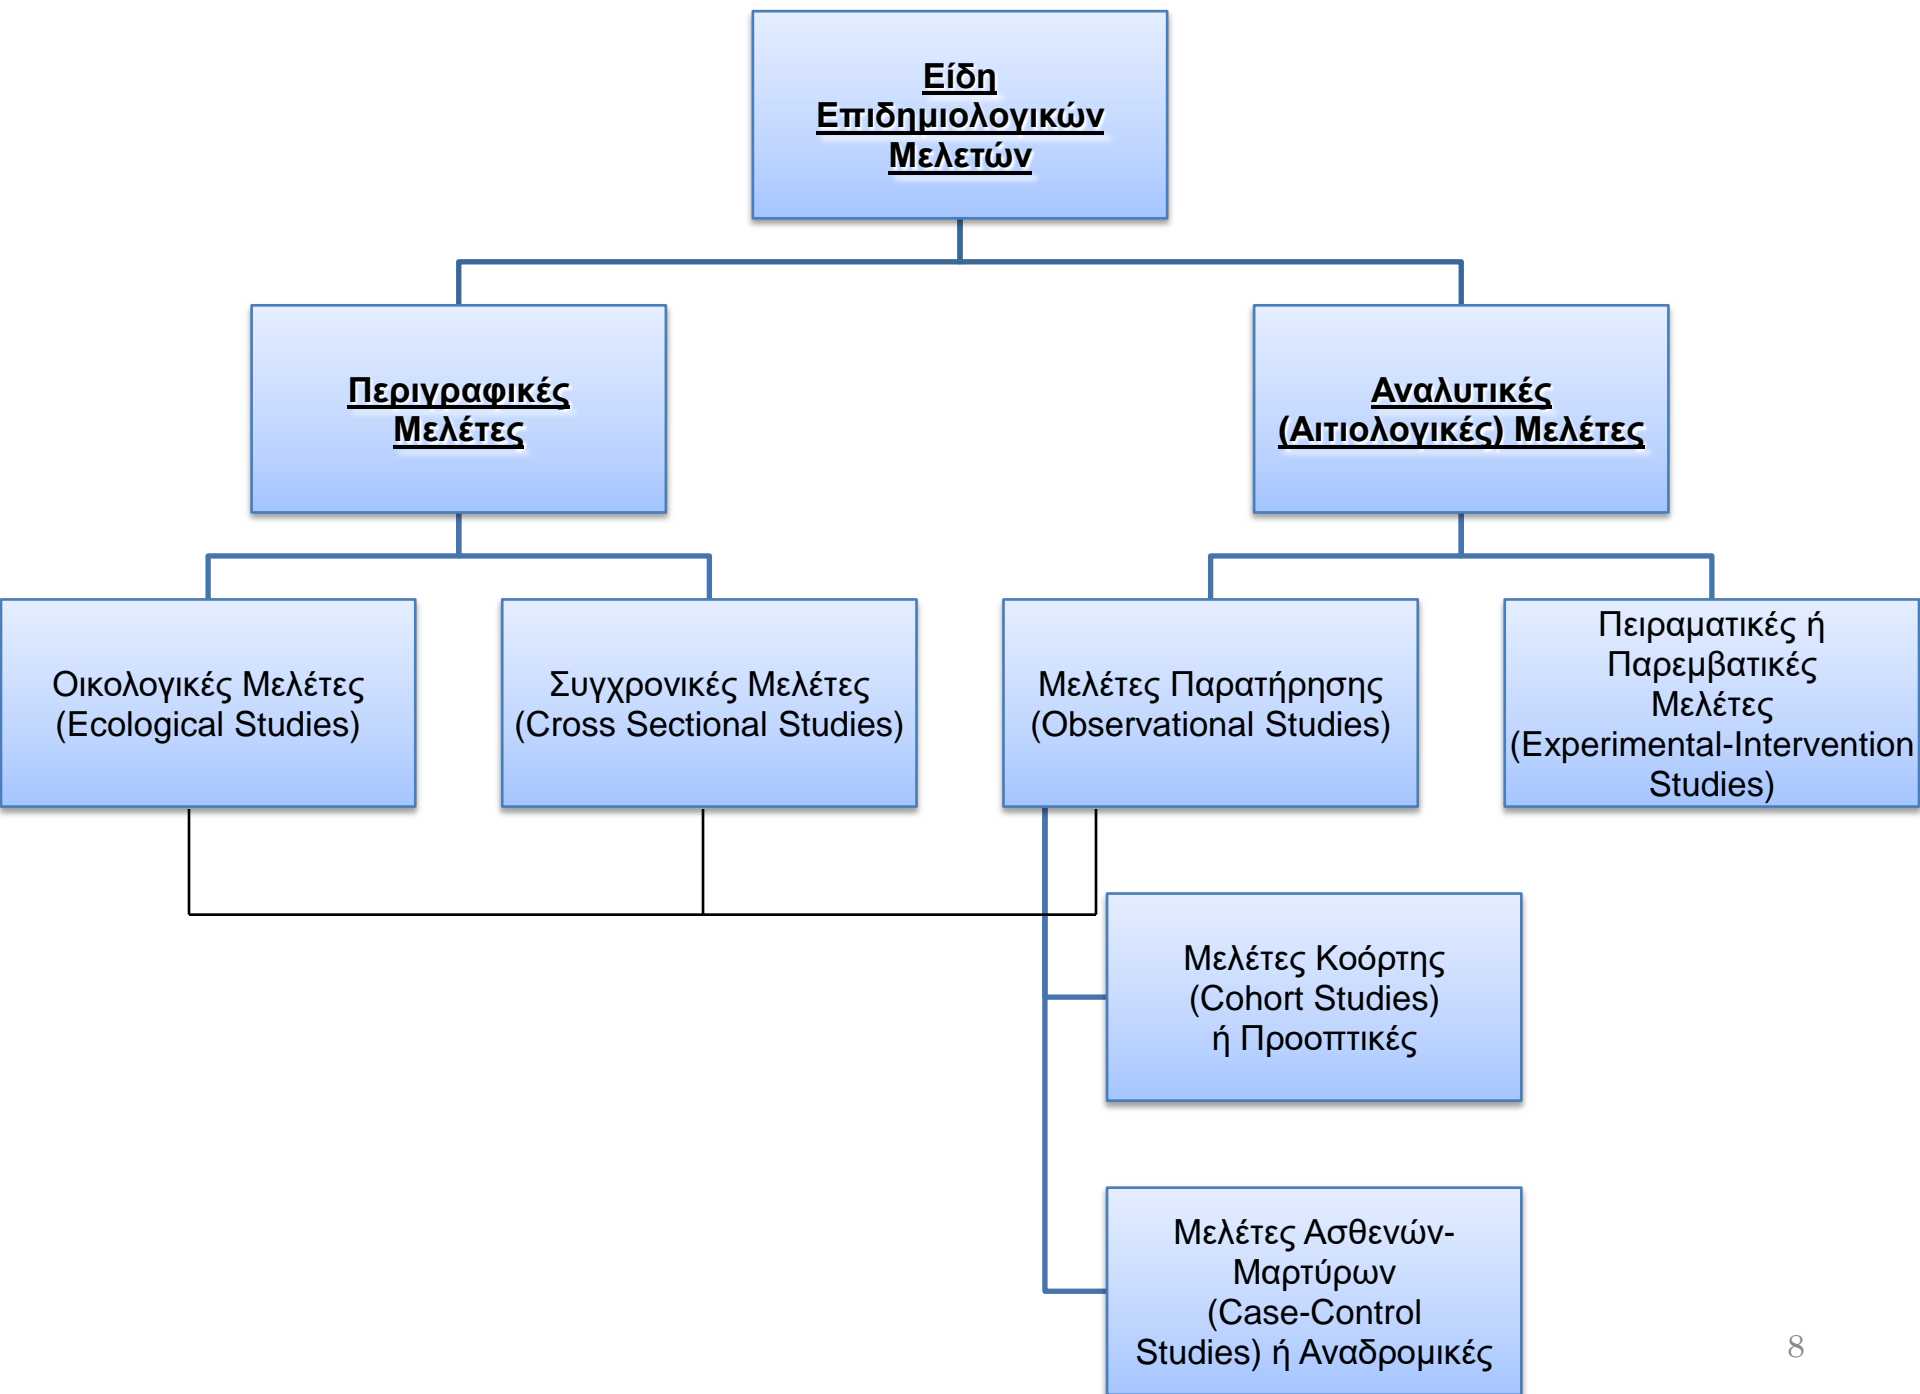 Είδη
Επιδημιολογικών
Μελετών
Περιγραφικές
Μελέτες
Αναλυτικές
(Αιτιολογικές) Μελέτες
Οικολογικές Μελέτες
(Ecological Studies)
Συγχρονικές Μελέτες
(Cross Sectional Studies)
Μελέτες Παρατήρησης
(Observational Studies)
Πειραματικές ή
Παρεμβατικές
Μελέτες
(Experimental-Intervention
Studies)
Μελέτες Κοόρτης
(Cohort Studies)
ή Προοπτικές
Μελέτες Ασθενών-
Μαρτύρων
(Case-Control
Studies) ή Αναδρομικές
8